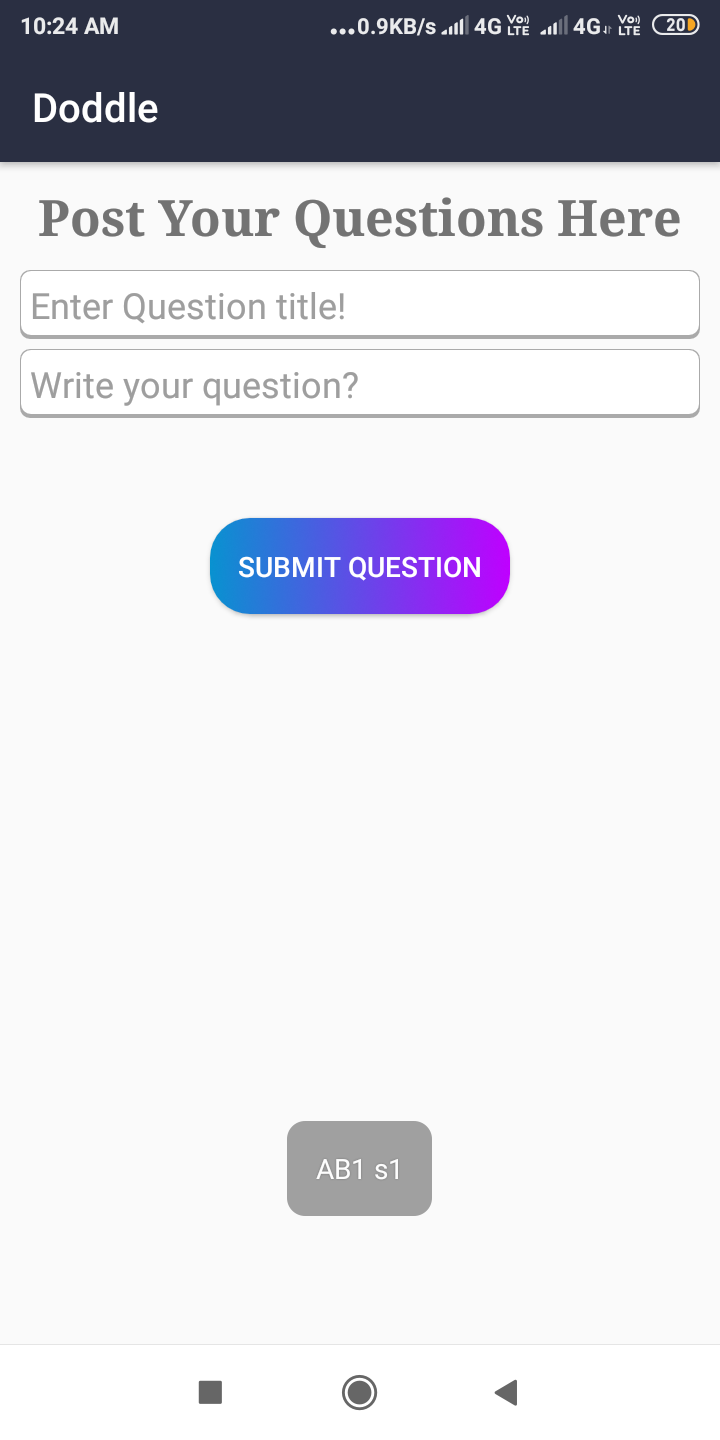 10:24 AM ...0.9KB/s 4G Vo) LTE 4G Vo) LTE 20
Doddle
Post Your Questions Here
Enter Question title!
Write your question?
SUBMIT QUESTION
AB1 s1